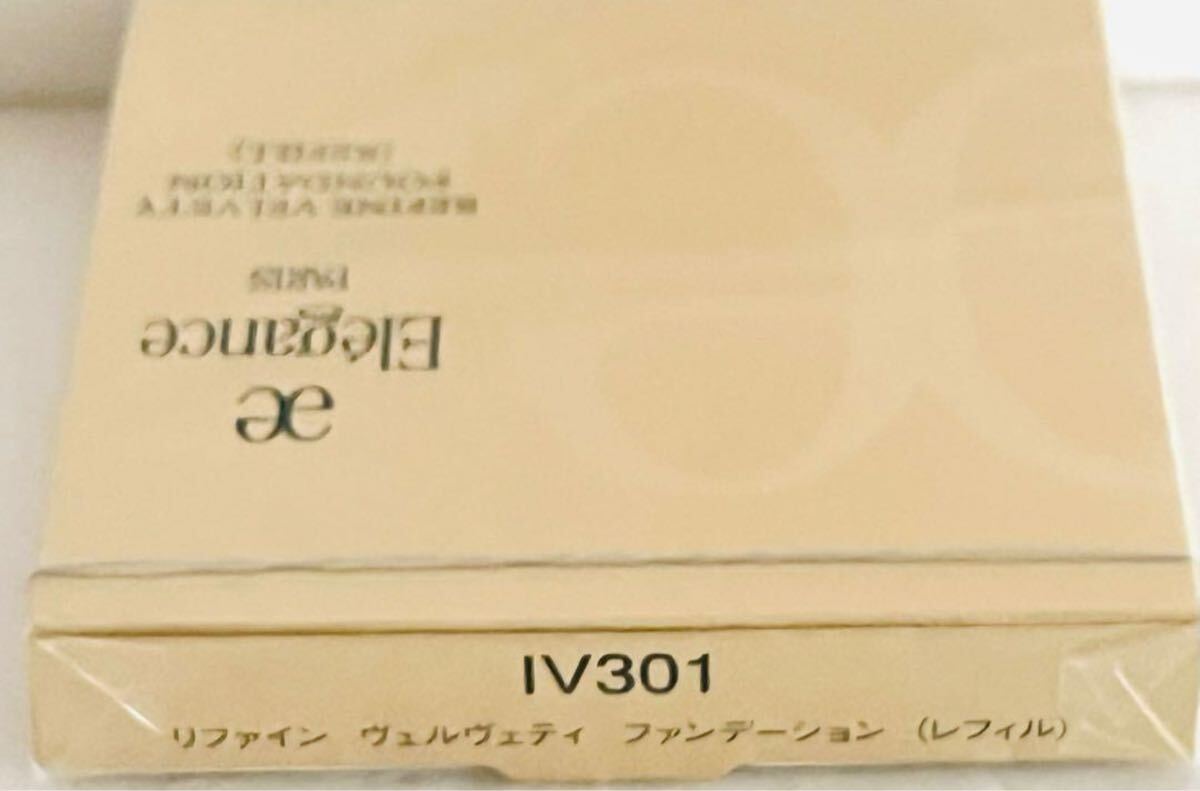 æ
Elégance
PARIS
REFINE VELVETY
FOUNDATION
(REFILL)
IV301
リファイン ヴェルヴェティ ファンデーション (レフィル)